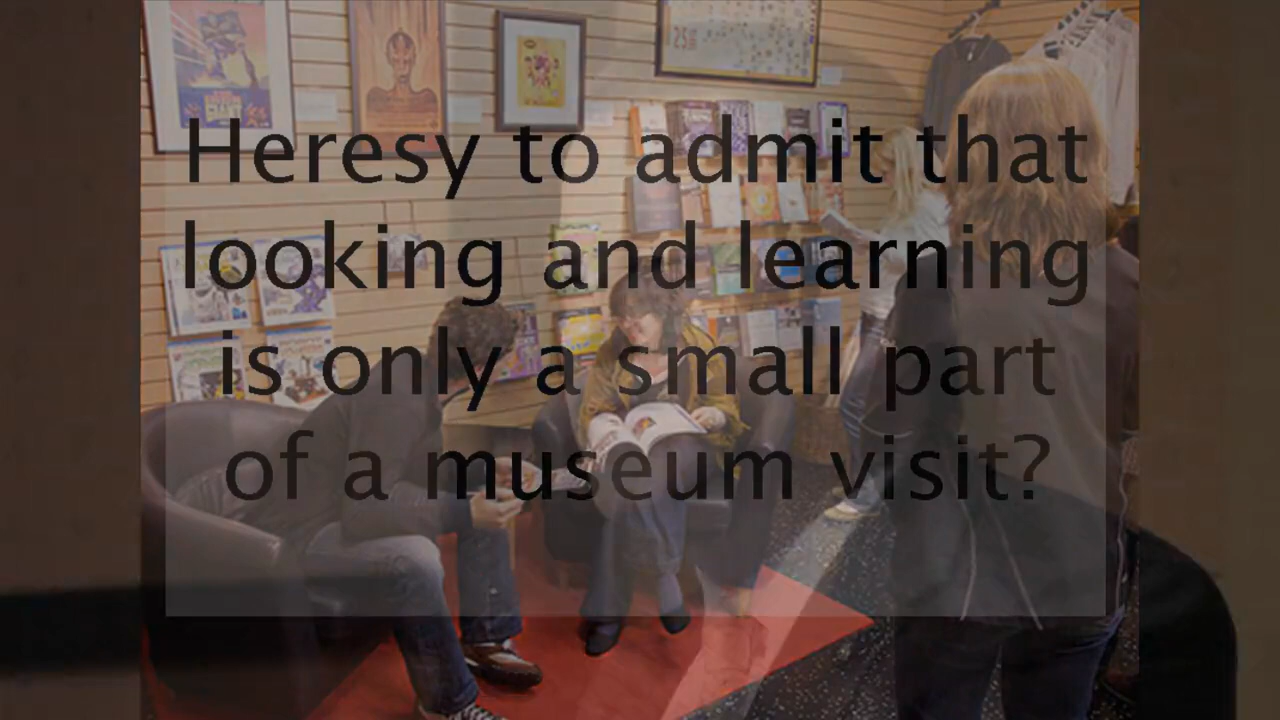 Heresy to admit that
looking and learning
is only a small part
of a museum visit?